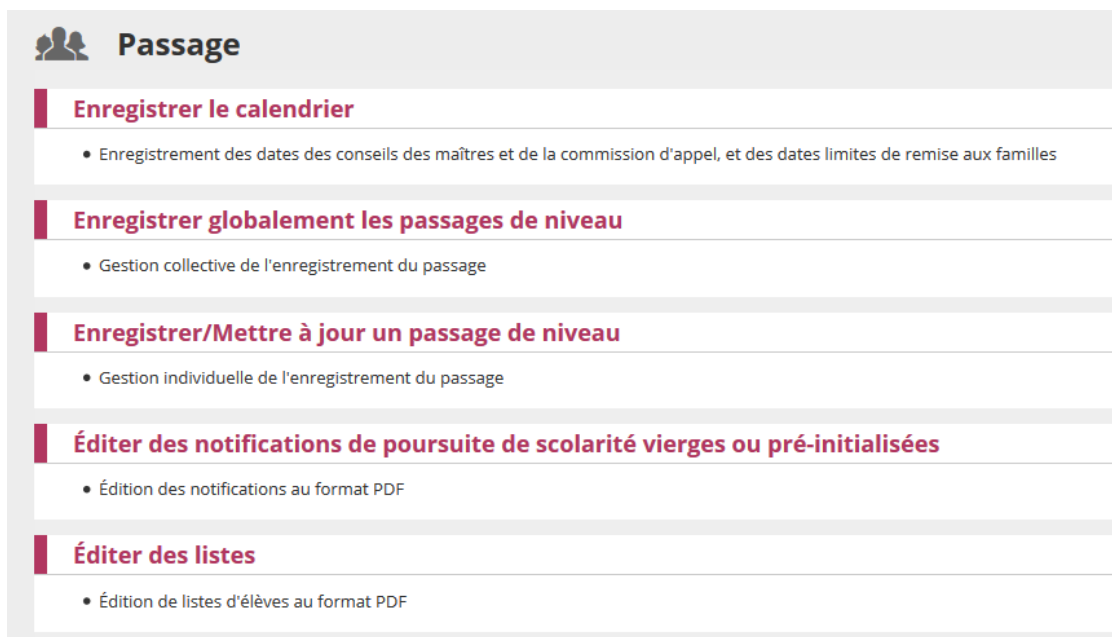 Passage
Enregistrer le calendrier
• Enregistrement des dates des conseils des maîtres et de la commission d'appel, et des dates limites de remise aux familles
Enregistrer globalement les passages de niveau
• Gestion collective de l'enregistrement du passage
Enregistrer/Mettre à jour un passage de niveau
• Gestion individuelle de l'enregistrement du passage
Éditer des notifications de poursuite de scolarité vierges ou pré-initialisées
• Édition des notifications au format PDF
Éditer des listes
• Édition de listes d'élèves au format PDF